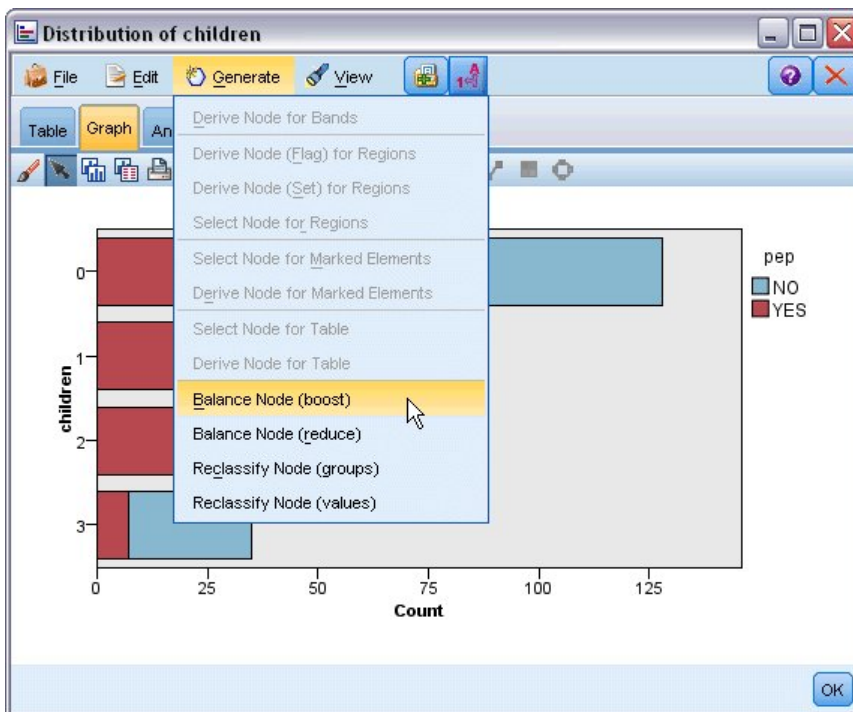 Distribution of children
File Edit Generate View
Table Graph An
Derive Node for Bands
Derive Node (Flag) for Regions
Derive Node (Set) for Regions
Select Node for Regions
Select Node for Marked Elements
Derive Node for Marked Elements
Select Node for Table
Derive Node for Table
Balance Node (boost)
Balance Node (reduce)
Reclassify Node (groups)
Reclassify Node (values)
children
0
1
2
3
0 25 50 75 100 125
Count
pep
NO
YES
OK